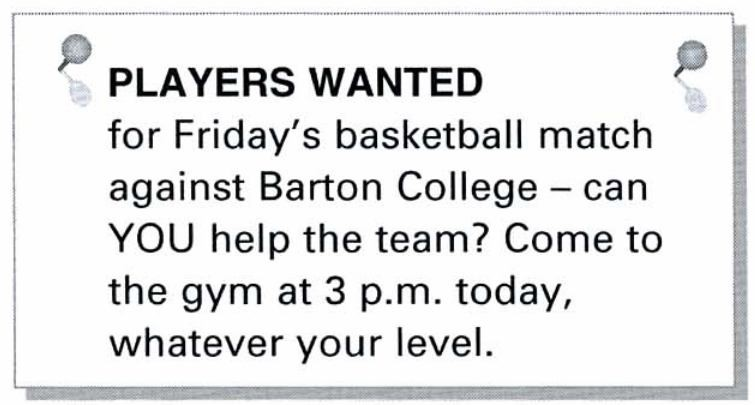 PLAYERS WANTED
for Friday's basketball match
against Barton College – can
YOU help the team? Come to
the gym at 3 p.m. today,
whatever your level.